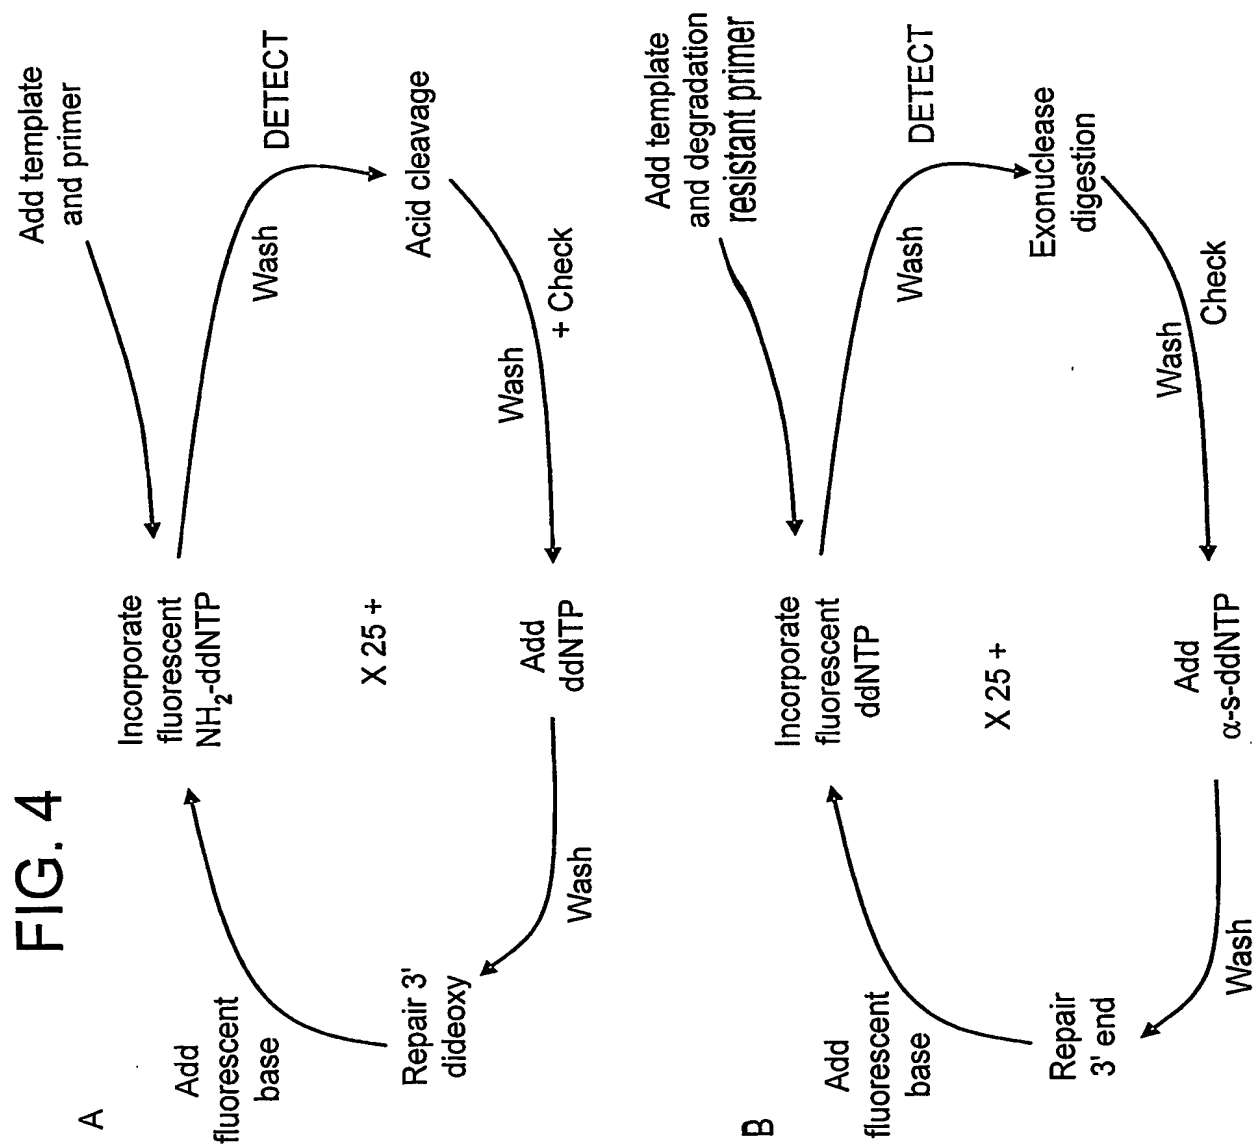 FIG. 4
A
Add template
and primer
Incorporate
fluorescent
NH₂-ddNTP
Wash
DETECT
Acid cleavage
Wash
+ Check
Add
ddNTP
Wash
Repair 3'
dideoxy
Add
fluorescent
base
X 25 +
B
Add template
and degradation
resistant primer
Incorporate
fluorescent
ddNTP
Wash
DETECT
Exonuclease
digestion
Wash
Check
Add
α-s-ddNTP
Wash
Repair
3' end
Add
fluorescent
base
X 25 +